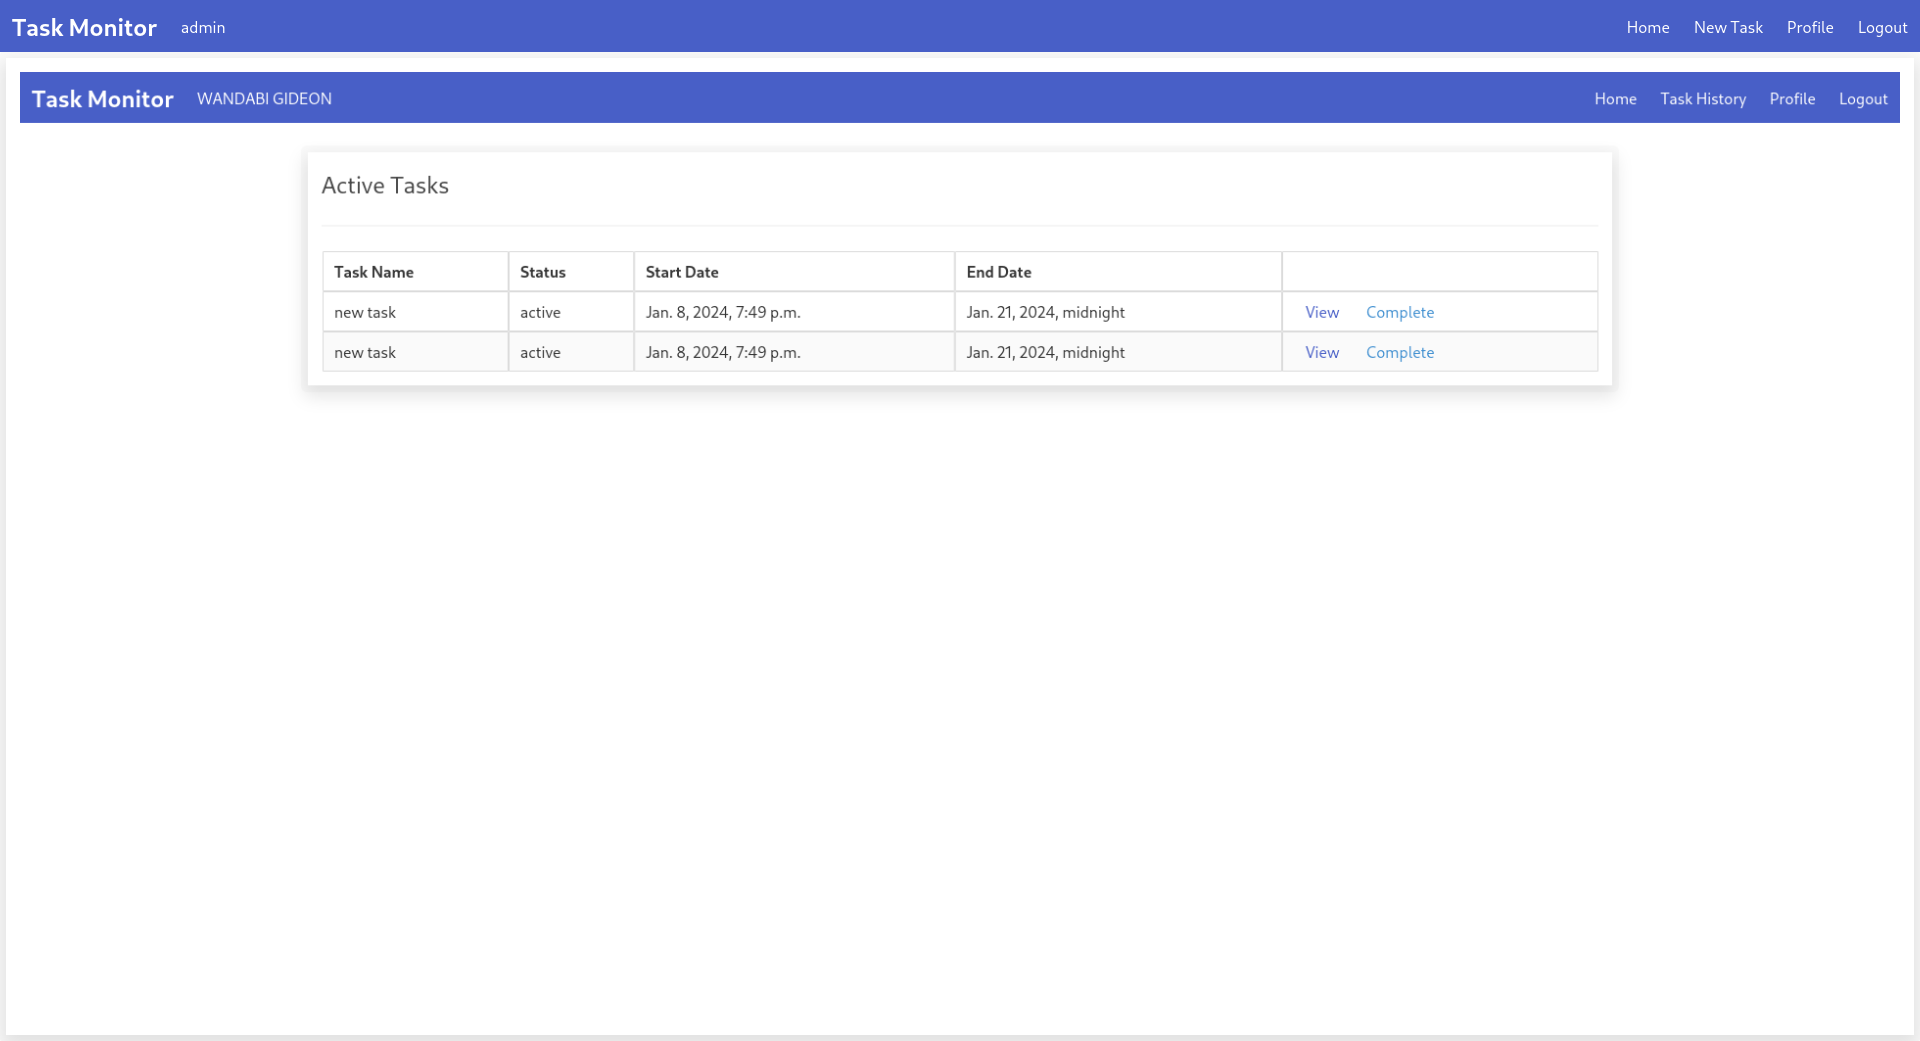 Task Monitor admin Home New Task Profile Logout
Task Monitor WANDABI GIDEON Home Task History Profile Logout
Active Tasks
Task Name Status Start Date End Date
new task active Jan. 8, 2024, 7:49 p.m. Jan. 21, 2024, midnight View Complete
new task active Jan. 8, 2024, 7:49 p.m. Jan. 21, 2024, midnight View Complete